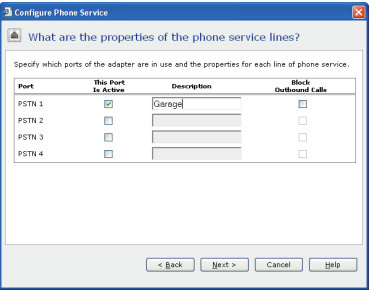 Configure Phone Service
What are the properties of the phone service lines?
Specify which ports of the adapter are in use and the properties for each line of phone service.
Port This Port Is Active Description Block Outbound Calls
PSTN 1 Garage
PSTN 2
PSTN 3
PSTN 4
< Back Next > Cancel Help